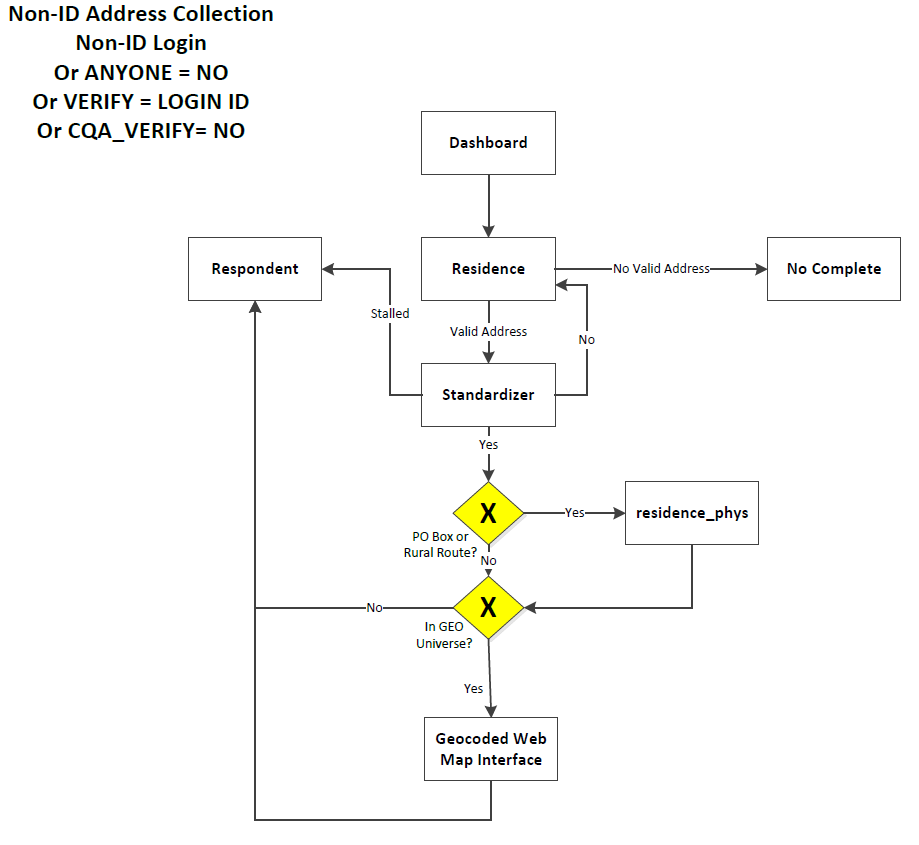 Non-ID Address Collection
Non-ID Login
Or ANYONE = NO
Or VERIFY = LOGIN ID
Or CQA_VERIFY= NO
Dashboard
Respondent
Residence
No Valid Address
No Complete
Stalled
Valid Address
No
Standardizer
Yes
X
Yes
residence_phys
PO Box or
Rural Route?
No
X
No
In GEO
Universe?
Yes
Geocoded Web
Map Interface